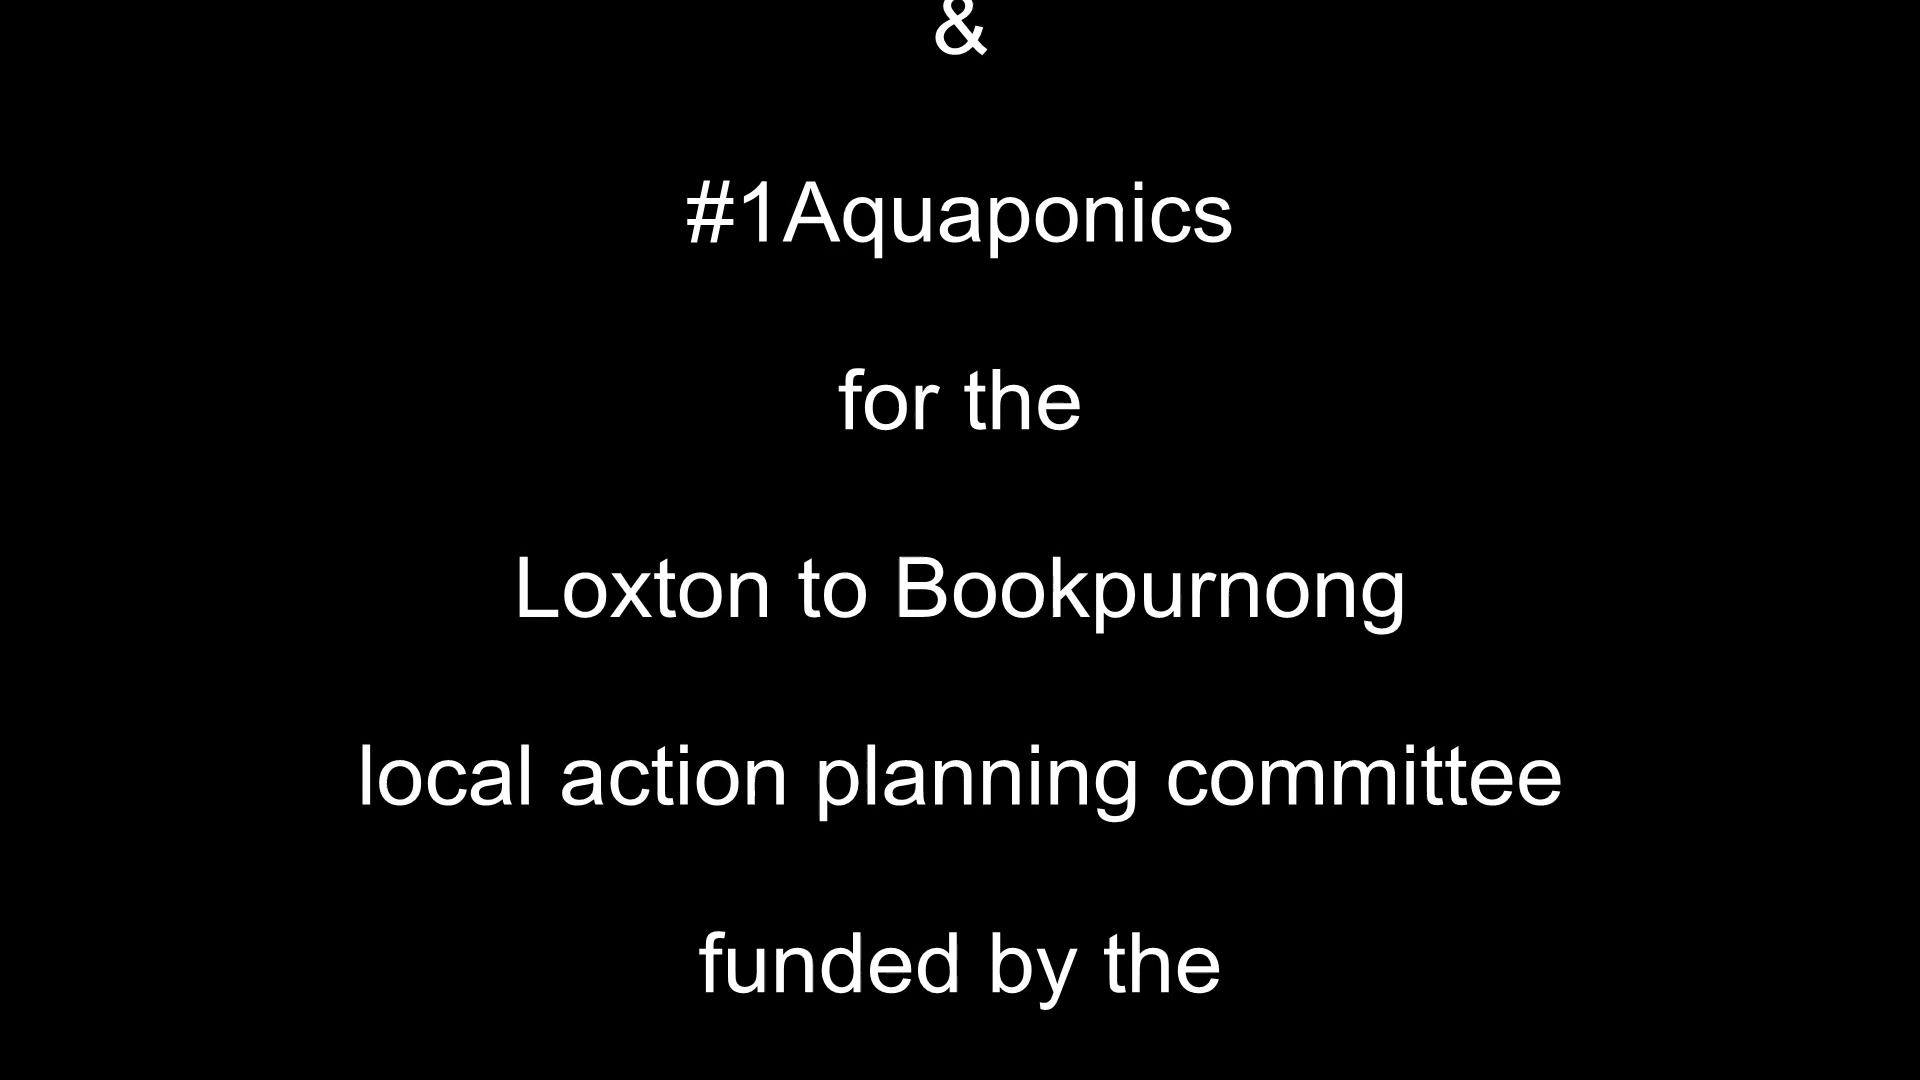 &
#1Aquaponics
for the
Loxton to Bookpurnong
local action planning committee
funded by the